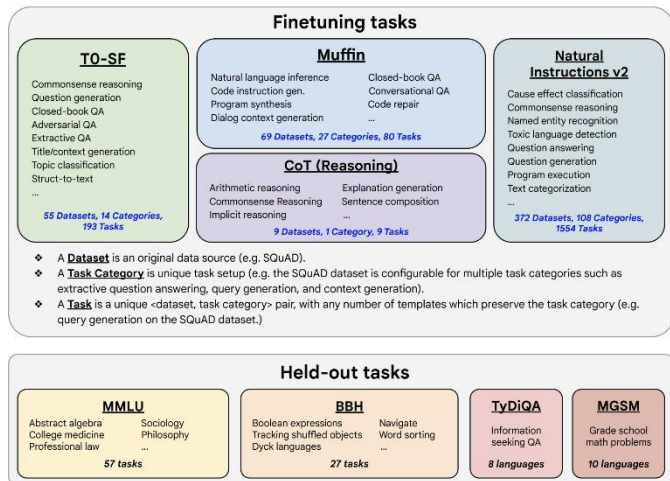 Finetuning tasks
TO-SF
Commonsense reasoning
Question generation
Closed-book QA
Adversarial QA
Extractive QA
Title/context generation
Topic classification
Struct-to-text
...
55 Datasets, 14 Categories,
193 Tasks
Muffin
Natural language inference
Code instruction gen.
Program synthesis
Dialog context generation
Closed-book QA
Conversational QA
Code repair
...
69 Datasets, 27 Categories, 80 Tasks
CoT (Reasoning)
Arithmetic reasoning
Commonsense Reasoning
Implicit reasoning
Explanation generation
Sentence composition
...
9 Datasets, 1 Category, 9 Tasks
Natural
Instructions v2
Cause effect classification
Commonsense reasoning
Named entity recognition
Toxic language detection
Question answering
Question generation
Program execution
Text categorization
...
372 Datasets, 108 Categories,
1554 Tasks
❖ A Dataset is an original data source (e.g. SQuAD).
❖ A Task Category is unique task setup (e.g. the SQuAD dataset is configurable for multiple task categories such as
extractive question answering, query generation, and context generation).
❖ A Task is a unique <dataset, task category> pair, with any number of templates which preserve the task category (e.g.
query generation on the SQuAD dataset.)
Held-out tasks
MMLU
Abstract algebra
College medicine
Professional law
Sociology
Philosophy
...
57 tasks
BBH
Boolean expressions
Tracking shuffled objects
Dyck languages
Navigate
Word sorting
...
27 tasks
TyDiQA
Information
seeking QA
8 languages
MGSM
Grade school
math problems
10 languages